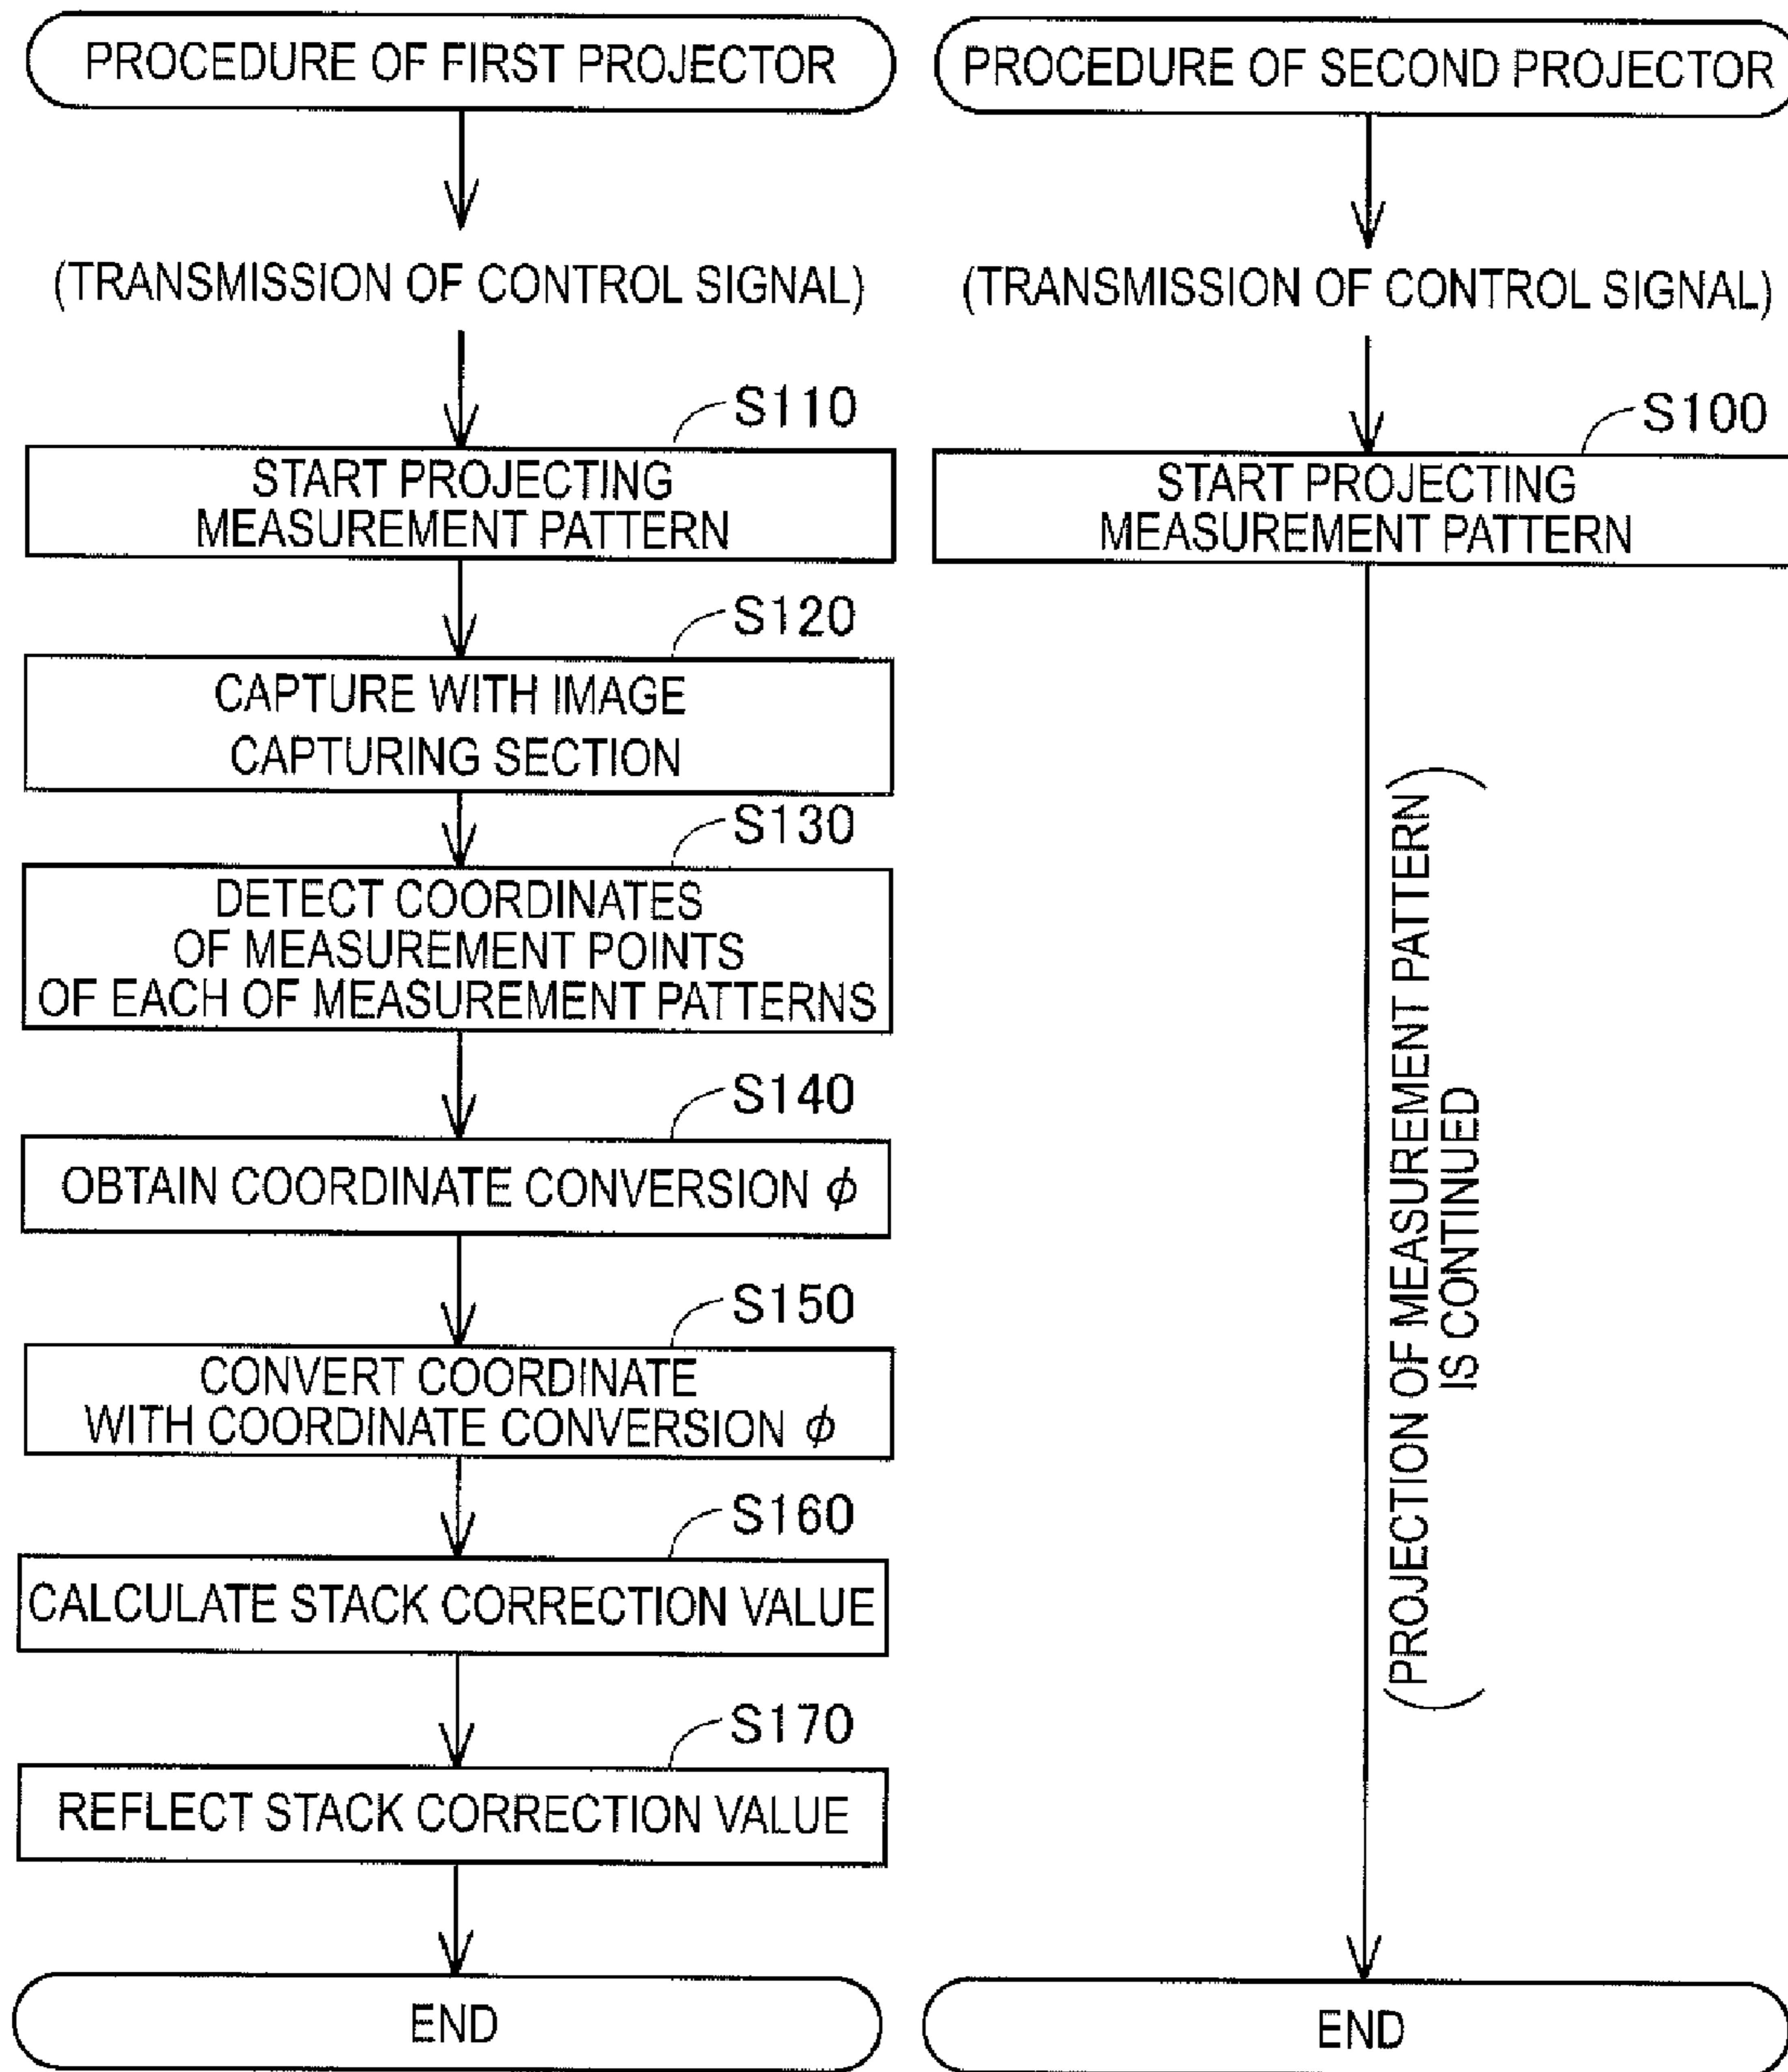 PROCEDURE OF FIRST PROJECTOR
(TRANSMISSION OF CONTROL SIGNAL)
S110
START PROJECTING
MEASUREMENT PATTERN
S120
CAPTURE WITH IMAGE
CAPTURING SECTION
S130
DETECT COORDINATES
OF MEASUREMENT POINTS
OF EACH OF MEASUREMENT PATTERNS
S140
OBTAIN COORDINATE CONVERSION ϕ
S150
CONVERT COORDINATE
WITH COORDINATE CONVERSION ϕ
S160
CALCULATE STACK CORRECTION VALUE
S170
REFLECT STACK CORRECTION VALUE
END
PROCEDURE OF SECOND PROJECTOR
(TRANSMISSION OF CONTROL SIGNAL)
S100
START PROJECTING
MEASUREMENT PATTERN
(PROJECTION OF MEASUREMENT PATTERN
IS CONTINUED)
END